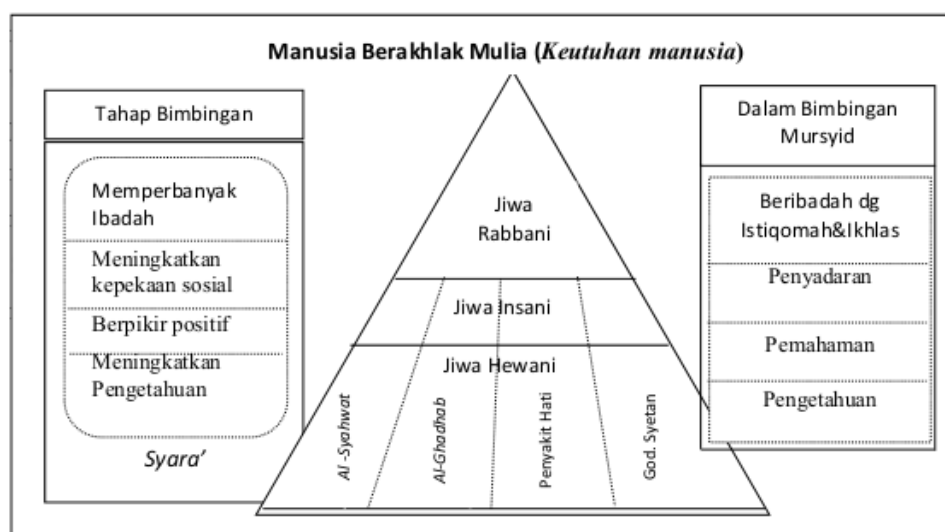 Manusia Berakhlak Mulia (Keutuhan manusia)
Tahap Bimbingan
Memperbanyak
Ibadah
Meningkatkan
kepekaan sosial
Berpikir positif
Meningkatkan
Pengetahuan
Syara’
Jiwa
Rabbani
Jiwa Insani
Jiwa Hewani
Al -Syahwat
Al-Ghadhab
Penyakit Hati
God. Syetan
Dalam Bimbingan
Mursyid
Beribadah dg
Istiqomah&Ikhlas
Penyadaran
Pemahaman
Pengetahuan